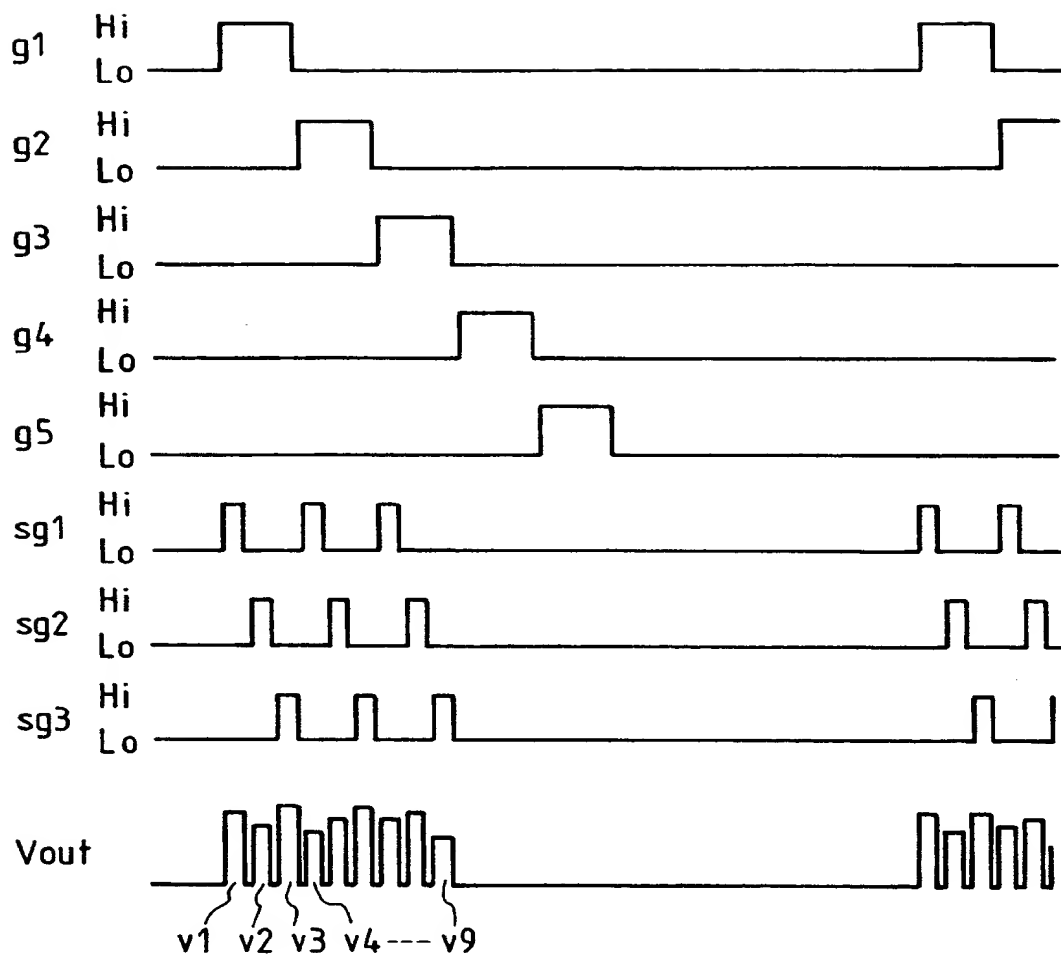 g1 Hi
Lo
g2 Hi
Lo
g3 Hi
Lo
g4 Hi
Lo
g5 Hi
Lo
sg1 Hi
Lo
sg2 Hi
Lo
sg3 Hi
Lo
Vout
v1 v2 v3 v4 --- v9